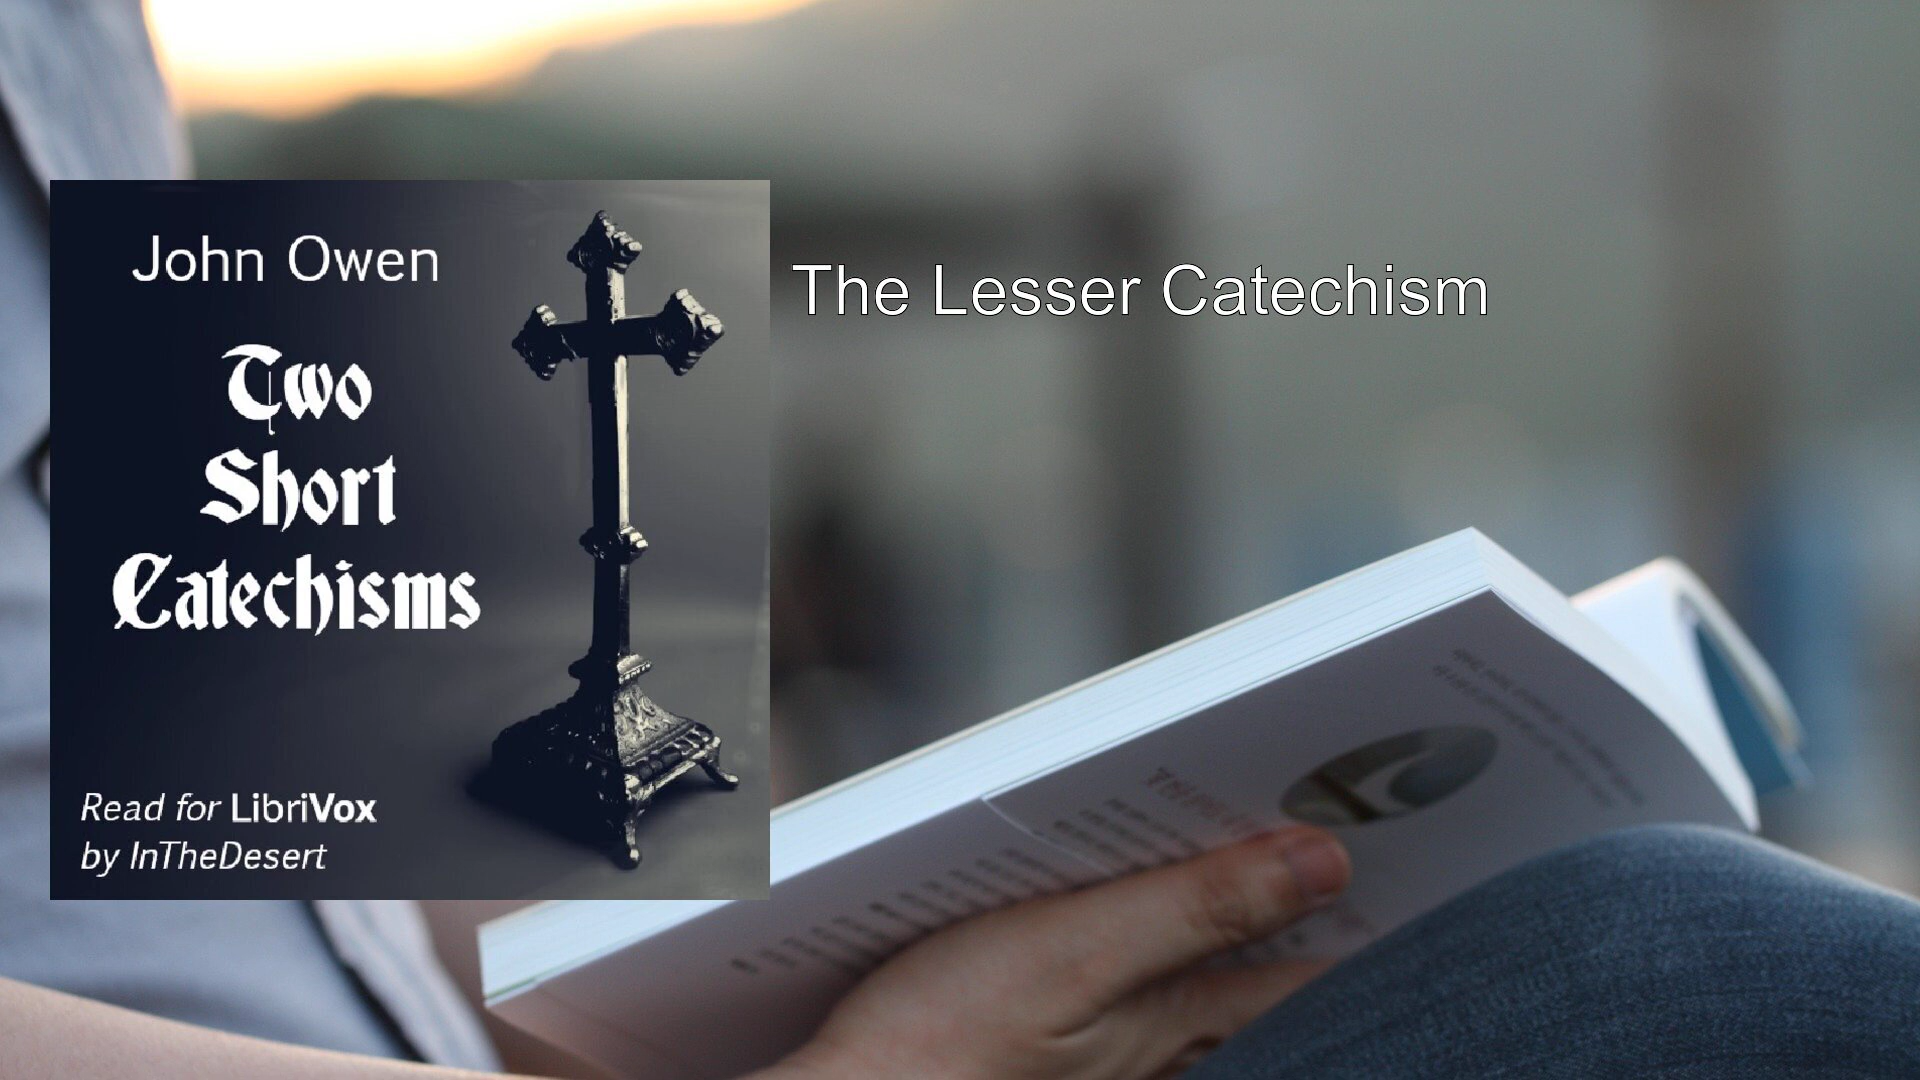 John Owen
Two
Short
Catechisms
Read for LibriVox
by InTheDesert
The Lesser Catechism